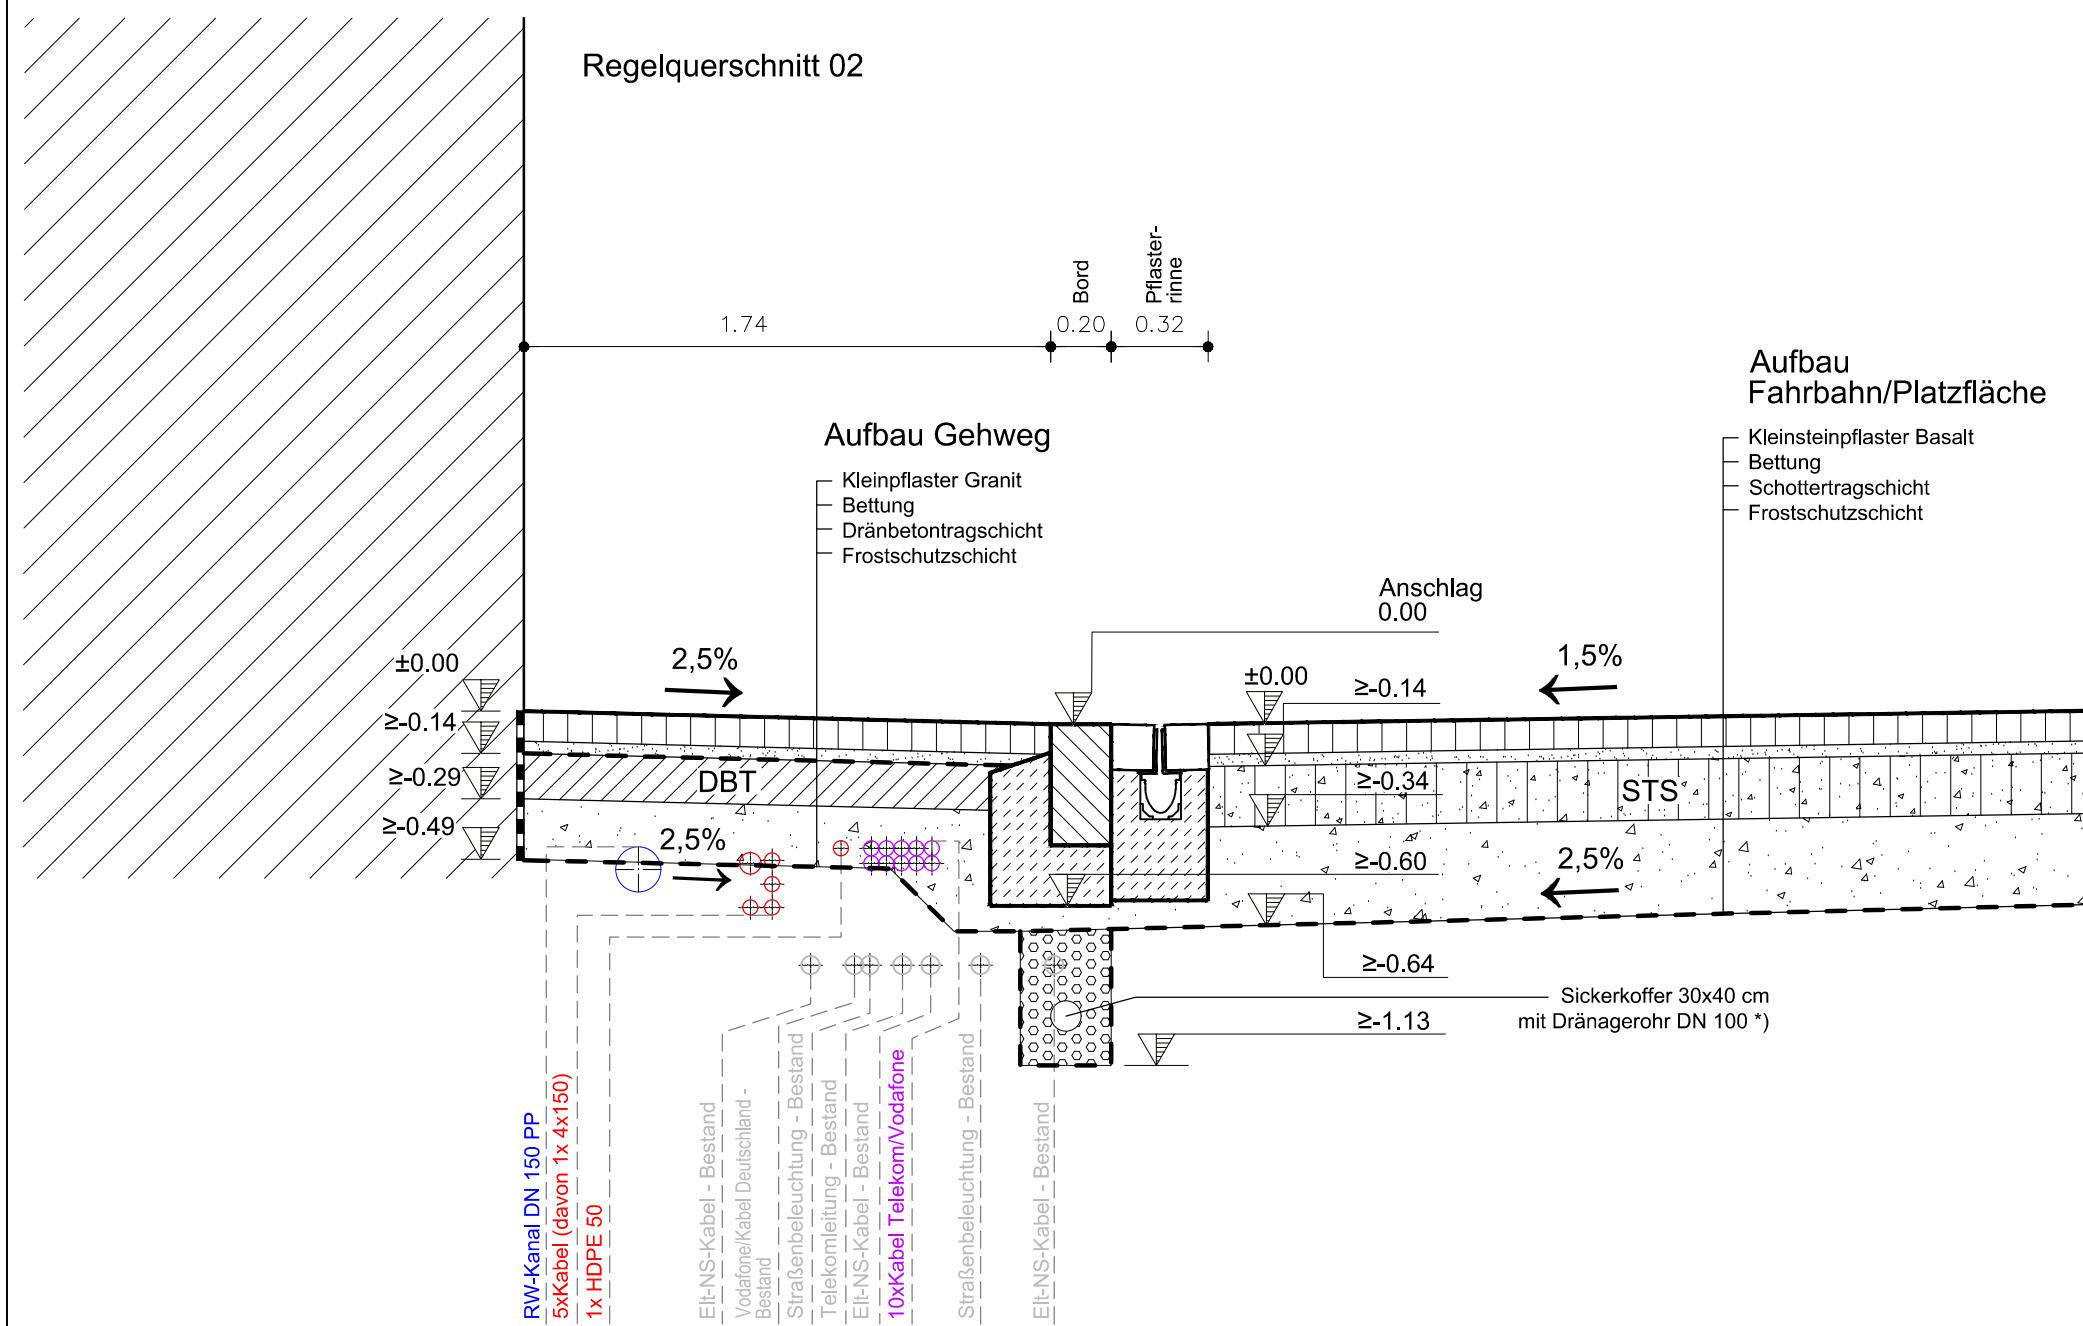 Regelquerschnitt 02
Bord
Pflaster-
rinne
1.74
0.20
0.32
Aufbau
Fahrbahn/Platzfläche
Kleinsteinpflaster Basalt
Bettung
Schottertragschicht
Frostschutzschicht
Aufbau Gehweg
Kleinpflaster Granit
Bettung
Dränbetontragschicht
Frostschutzschicht
Anschlag
0.00
±0.00
2,5%
±0.00
1,5%
≥-0.14
≥-0.14
≥-0.29
DBT
≥-0.34
STS
≥-0.49
2,5%
≥-0.60
2,5%
≥-0.64
Sickerkoffer 30x40 cm
mit Dränagerohr DN 100 *)
≥-1.13
RW-Kanal DN 150 PP
5xKabel (davon 1x 4x150)
1x HDPE 50
Elt-NS-Kabel - Bestand
Vodafone/Kabel Deutschland -
Bestand
Straßenbeleuchtung - Bestand
Telekomleitung - Bestand
Elt-NS-Kabel - Bestand
10xKabel Telekom/Vodafone
Straßenbeleuchtung - Bestand
Elt-NS-Kabel - Bestand